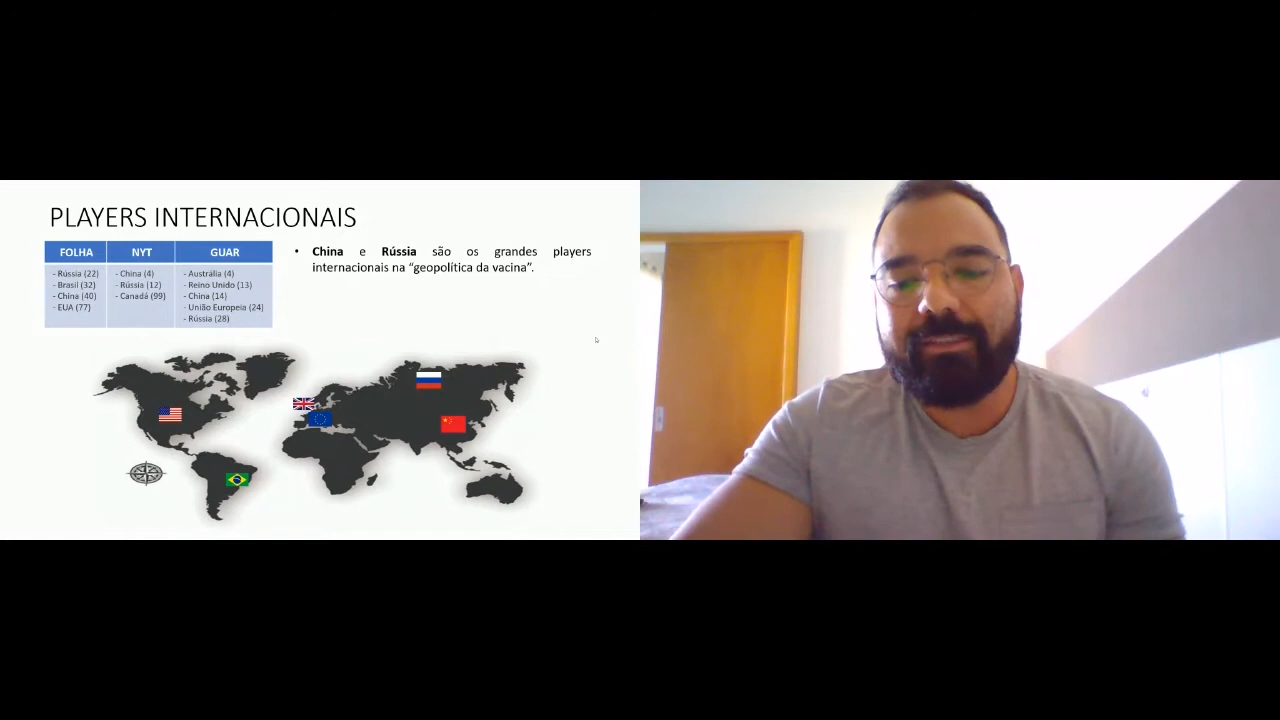 PLAYERS INTERNACIONAIS
FOLHA NYT GUAR
- Rússia (22)
- Brasil (32)
- China (40)
- EUA (77)
- China (4)
- Rússia (12)
- Canadá (99)
- Austrália (4)
- Reino Unido (13)
- China (14)
- União Europeia (24)
- Rússia (28)
• China e Rússia são os grandes players
internacionais na “geopolítica da vacina”.